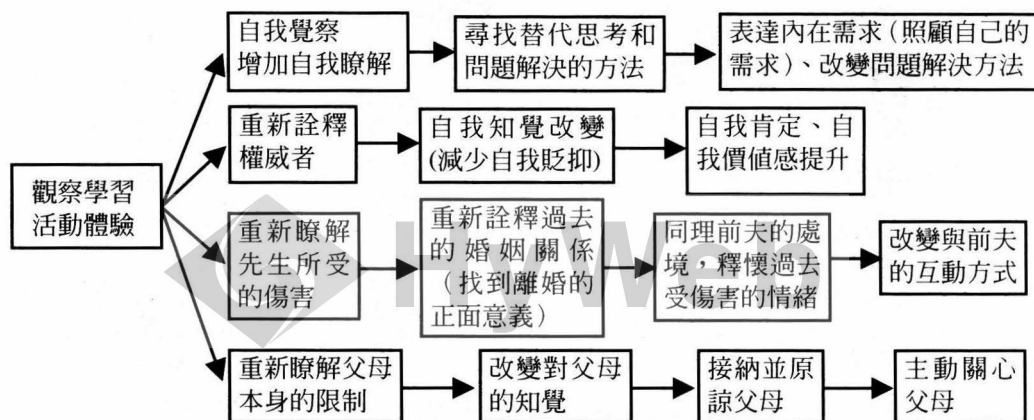 觀察學習
活動體驗
自我覺察
增加自我瞭解
尋找替代思考和
問題解決的方法
表達內在需求(照顧自己的
需求)、改變問題解決方法
重新詮釋
權威者
自我知覺改變
(減少自我貶抑)
自我肯定、自
我價值感提升
重新瞭解
先生所受
的傷害
重新詮釋過去
的婚姻關係
(找到離婚的
正面意義)
同理前夫的處
境,釋懷過去
受傷害的情緒
改變與前夫
的互動方式
重新瞭解父母
本身的限制
改變對父母
的知覺
接納並原
諒父母
主動關心
父母
HyWeb